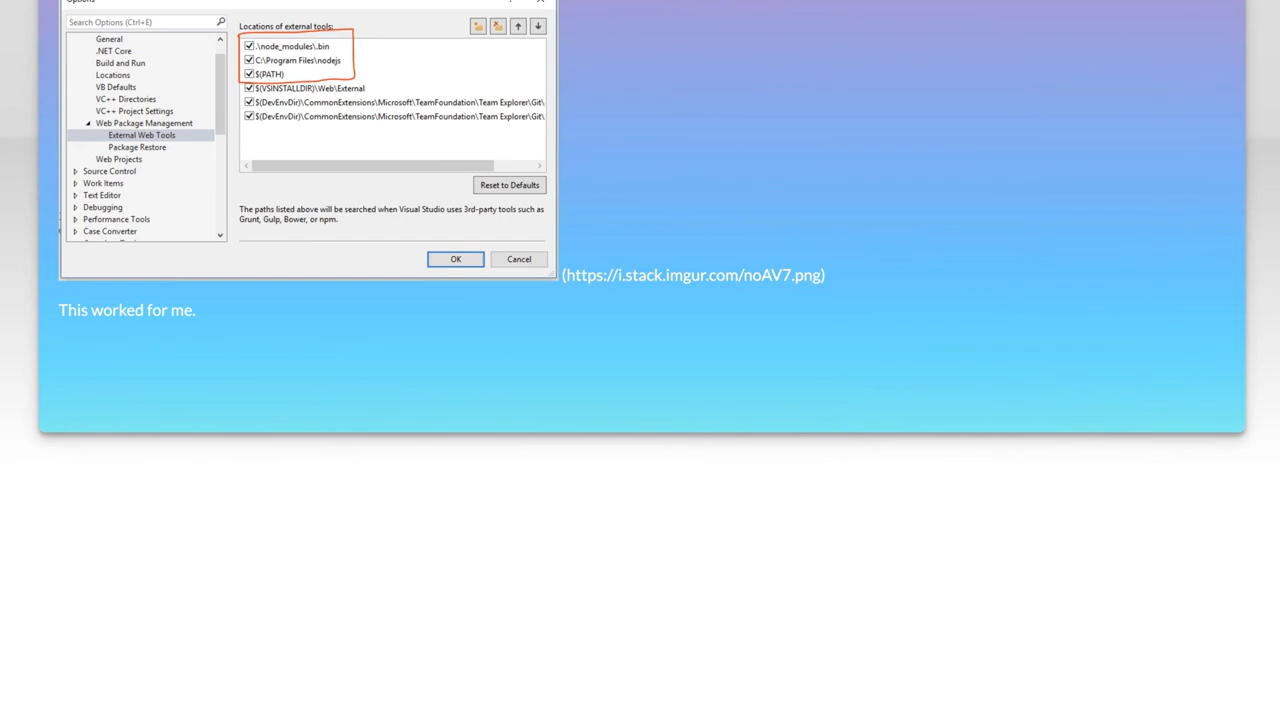 Search Options (Ctrl+E)
General
.NET Core
Build and Run
Locations
VB Defaults
VC++ Directories
VC++ Project Settings
Web Package Management
External Web Tools
Package Restore
Web Projects
Source Control
Work Items
Text Editor
Debugging
Performance Tools
Case Converter
Locations of external tools:
.\node_modules\.bin
C:\Program Files\nodejs
$(PATH)
$(VSINSTALLDIR)\Web\External
$(DevEnvDir)\CommonExtensions\Microsoft\TeamFoundation\Team Explorer\Git\
$(DevEnvDir)\CommonExtensions\Microsoft\TeamFoundation\Team Explorer\Git\
Reset to Defaults
The paths listed above will be searched when Visual Studio uses 3rd-party tools such as
Grunt, Gulp, Bower, or npm.
OK Cancel
(https://i.stack.imgur.com/noAV7.png)
This worked for me.